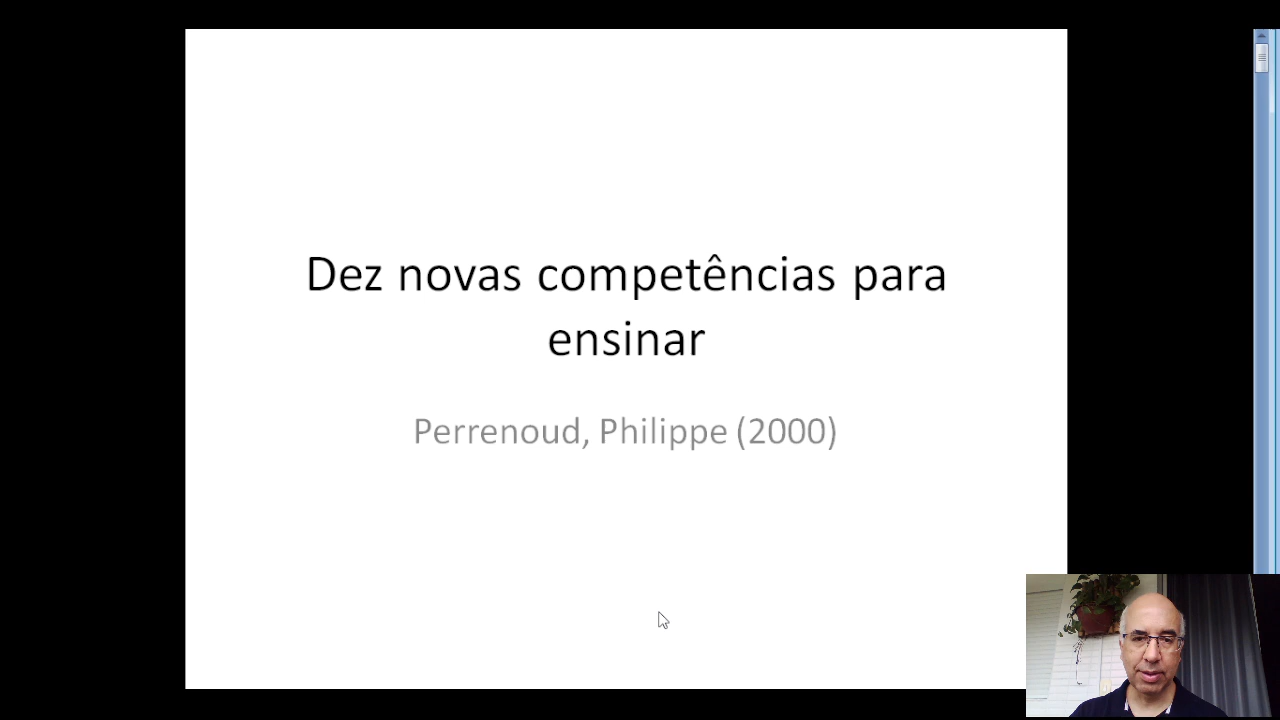 Dez novas competências para
ensinar
Perrenoud, Philippe (2000)